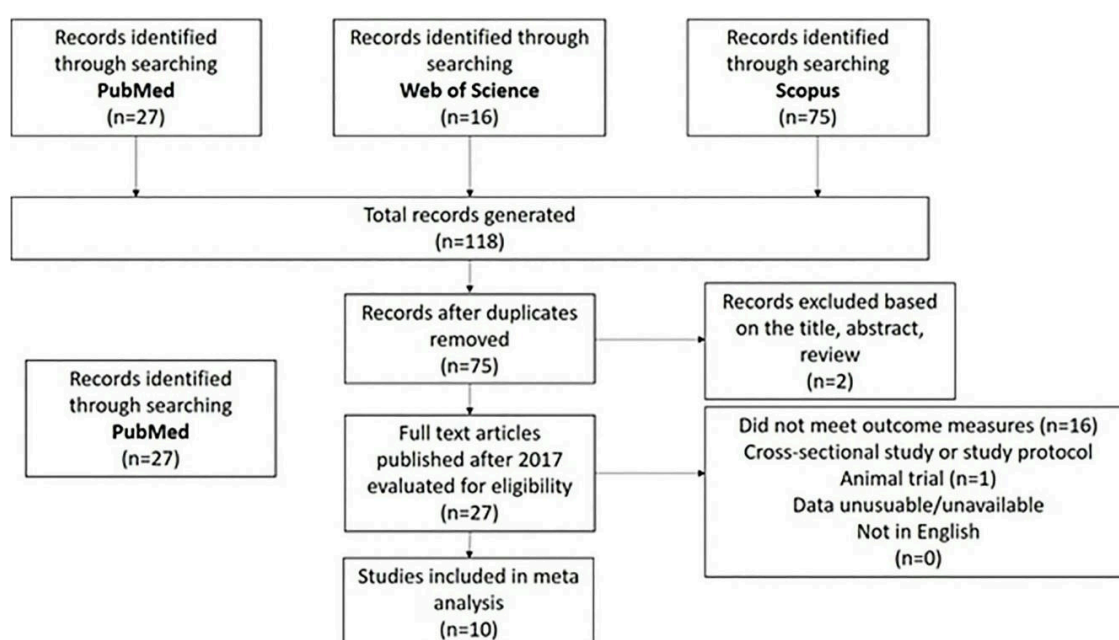 Records identified
through searching
PubMed
(n=27)
Records identified through
searching
Web of Science
(n=16)
Records identified
through searching
Scopus
(n=75)
Total records generated
(n=118)
Records after duplicates
removed
(n=75)
Records excluded based
on the title, abstract,
review
(n=2)
Records identified
through searching
PubMed
(n=27)
Full text articles
published after 2017
evaluated for eligibility
(n=27)
Did not meet outcome measures (n=16)
Cross-sectional study or study protocol
Animal trial (n=1)
Data unusuable/unavailable
Not in English
(n=0)
Studies included in meta
analysis
(n=10)